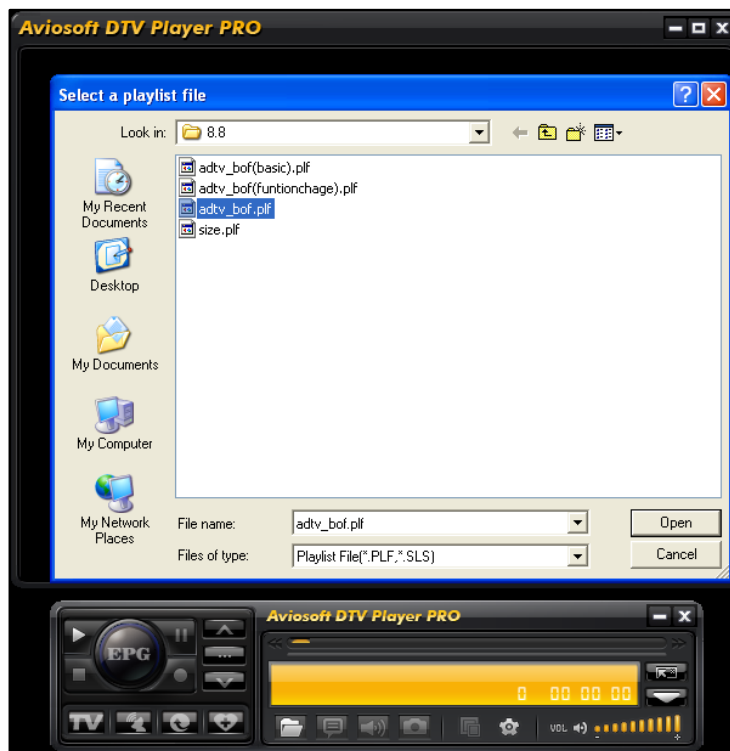 Aviosoft DTV Player PRO
Select a playlist file
Look in:
8.8
adtv_bof(basic).plf
adtv_bof(funtionchage).plf
adtv_bof.plf
size.plf
My Recent
Documents
Desktop
My Documents
My Computer
My Network
Places
File name:
adtv_bof.plf
Open
Files of type:
Playlist File(*.PLF,*.SLS)
Cancel
Aviosoft DTV Player PRO
EPG
0 00 00 00
TV
VOL